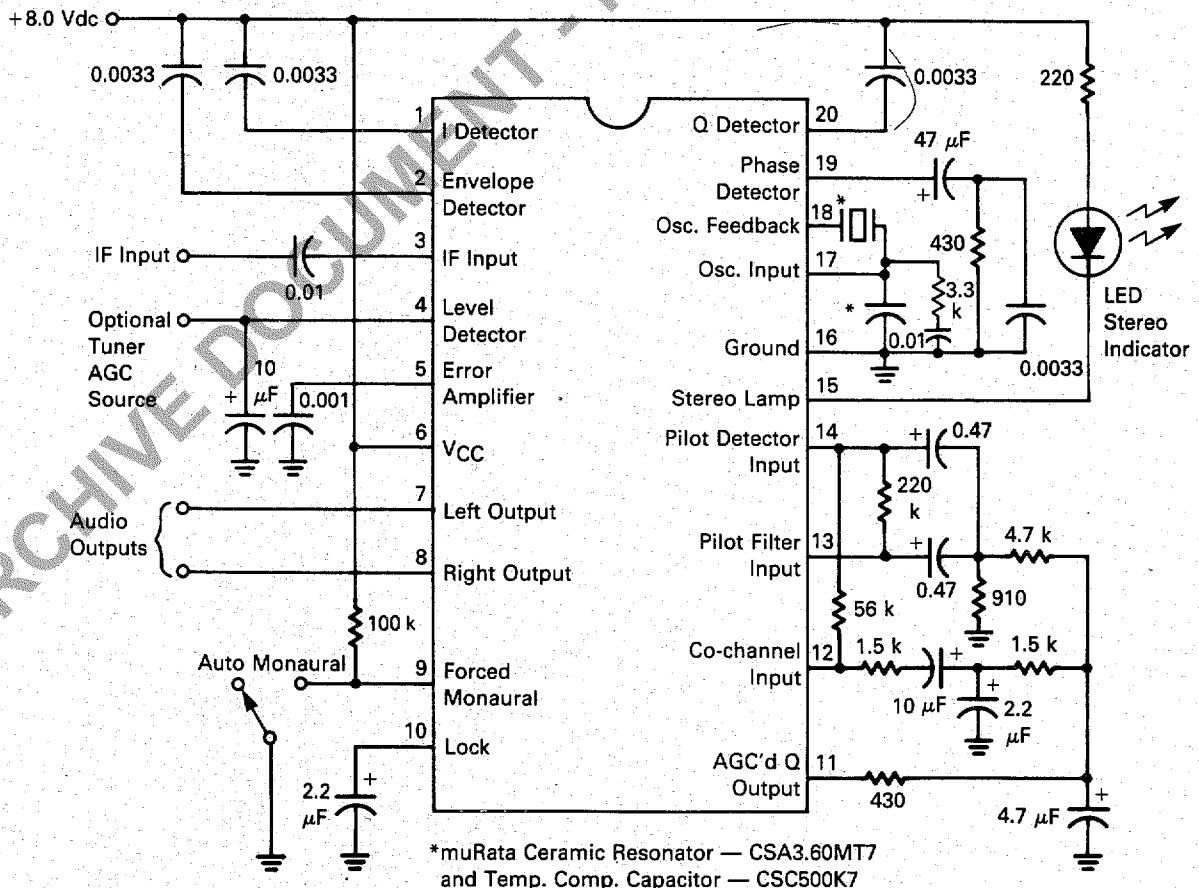 +8.0 Vdc
0.0033
0.0033
0.0033
220
1
I Detector
Q Detector
20
47 μF
+
2
Envelope
Detector
Phase
Detector
19
Osc. Feedback
18
*
430
IF Input
0.01
3
IF Input
Osc. Input
17
3.3
k
*
0.01
LED
Stereo
Indicator
Optional
Tuner
AGC
Source
4
Level
Detector
Ground
16
0.0033
10
μF
+
0.001
5
Error
Amplifier
Stereo Lamp
15
6
VCC
Pilot Detector
Input
14
+
0.47
220
k
Audio
Outputs
7
Left Output
Pilot Filter
Input
13
+
0.47
4.7 k
910
8
Right Output
100 k
56 k
Auto Monaural
9
Forced
Monaural
Co-channel
Input
12
1.5 k
+
10 μF
1.5 k
+
2.2
μF
10
Lock
2.2
μF
+
AGC'd Q
Output
11
430
4.7 μF
+
*muRata Ceramic Resonator — CSA3.60MT7
and Temp. Comp. Capacitor — CSC500K7
ARCHIVE DOCUMENT -